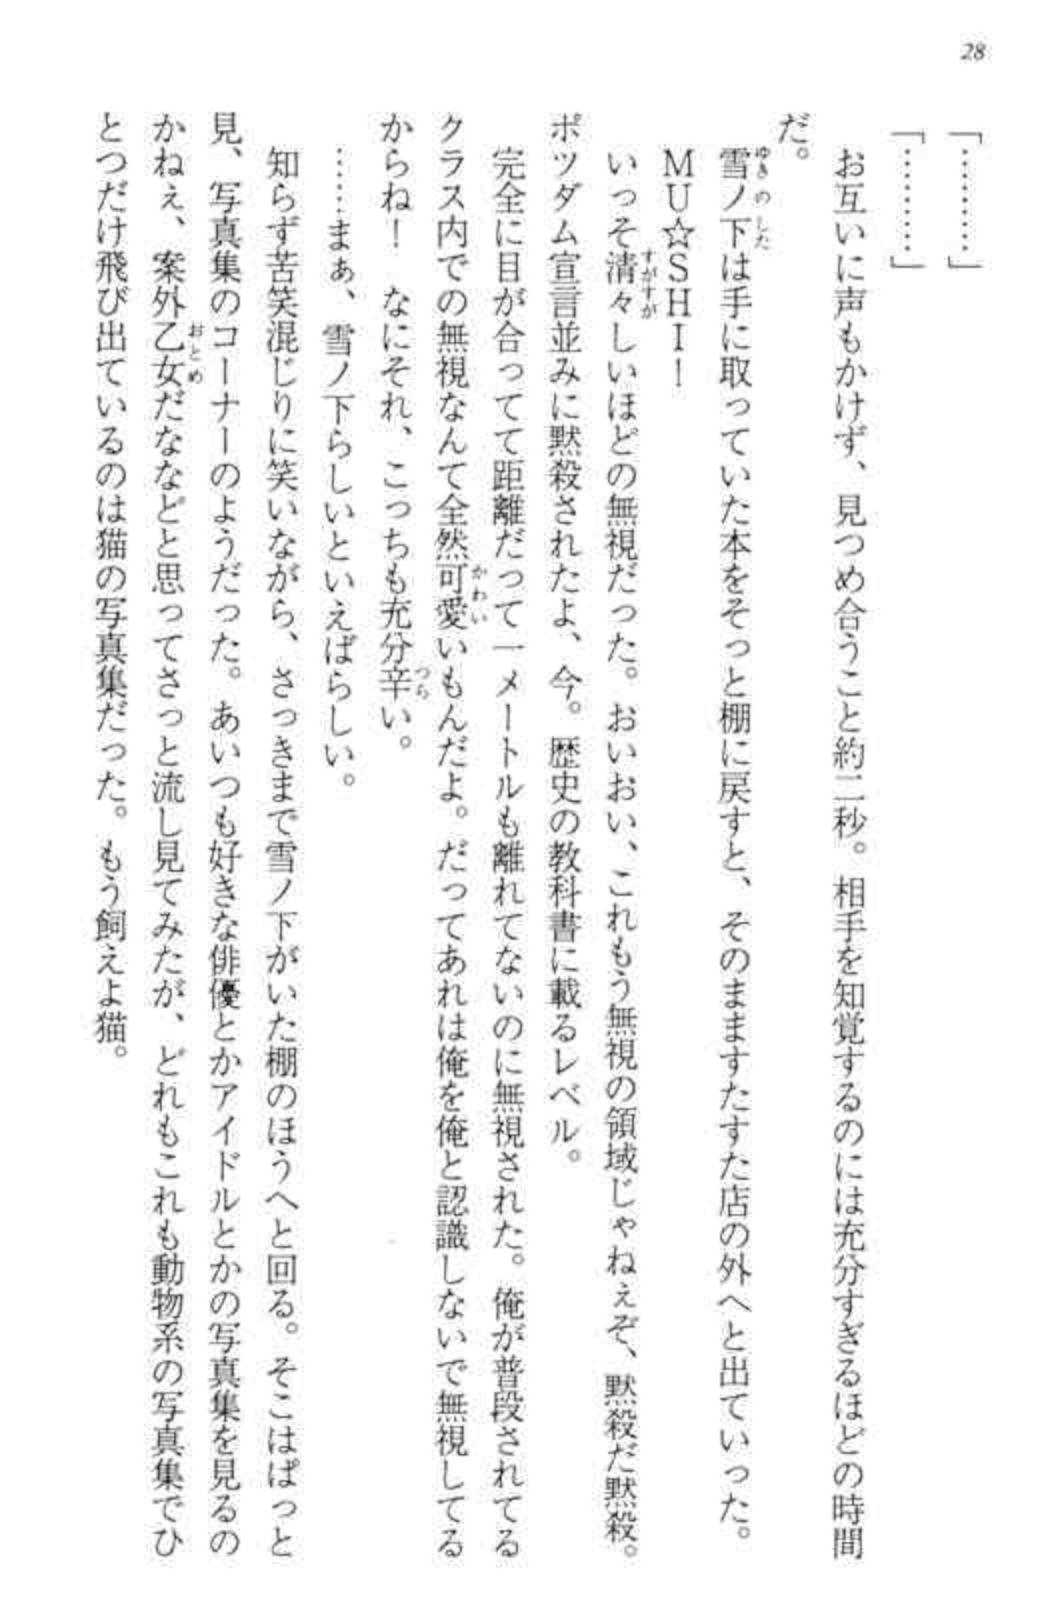 28
「………」
「………」
お互いに声もかけず、見つめ合うこと約二秒。相手を知覚するのには充分すぎるほどの時間
だ。
雪ノ下は手に取っていた本をそっと棚に戻すと、そのまますたすた店の外へと出ていった。
ＭＵ☆ＳＨＩ！
いっそ清々しいほどの無視だった。おいおい、これもう無視の領域じゃねぇぞ、黙殺だ黙殺。
ポツダム宣言並みに黙殺されたよ、今。歴史の教科書に載るレベル。
完全に目が合ってて距離だって一メートルも離れてないのに無視された。俺が普段されてる
クラス内での無視なんて全然可愛いもんだよ。だってあれは俺を俺と認識しないで無視してる
からね！　なにそれ、こっちも充分辛い。
……まぁ、雪ノ下らしいといえばらしい。
知らず苦笑混じりに笑いながら、さっきまで雪ノ下がいた棚のほうへと回る。そこはぱっと
見、写真集のコーナーのようだった。あいつも好きな俳優とかアイドルとかの写真集を見るの
かねぇ、案外乙女だななどと思ってさっと流し見てみたが、どれもこれも動物系の写真集でひ
とつだけ飛び出ているのは猫の写真集だった。もう飼えよ猫。